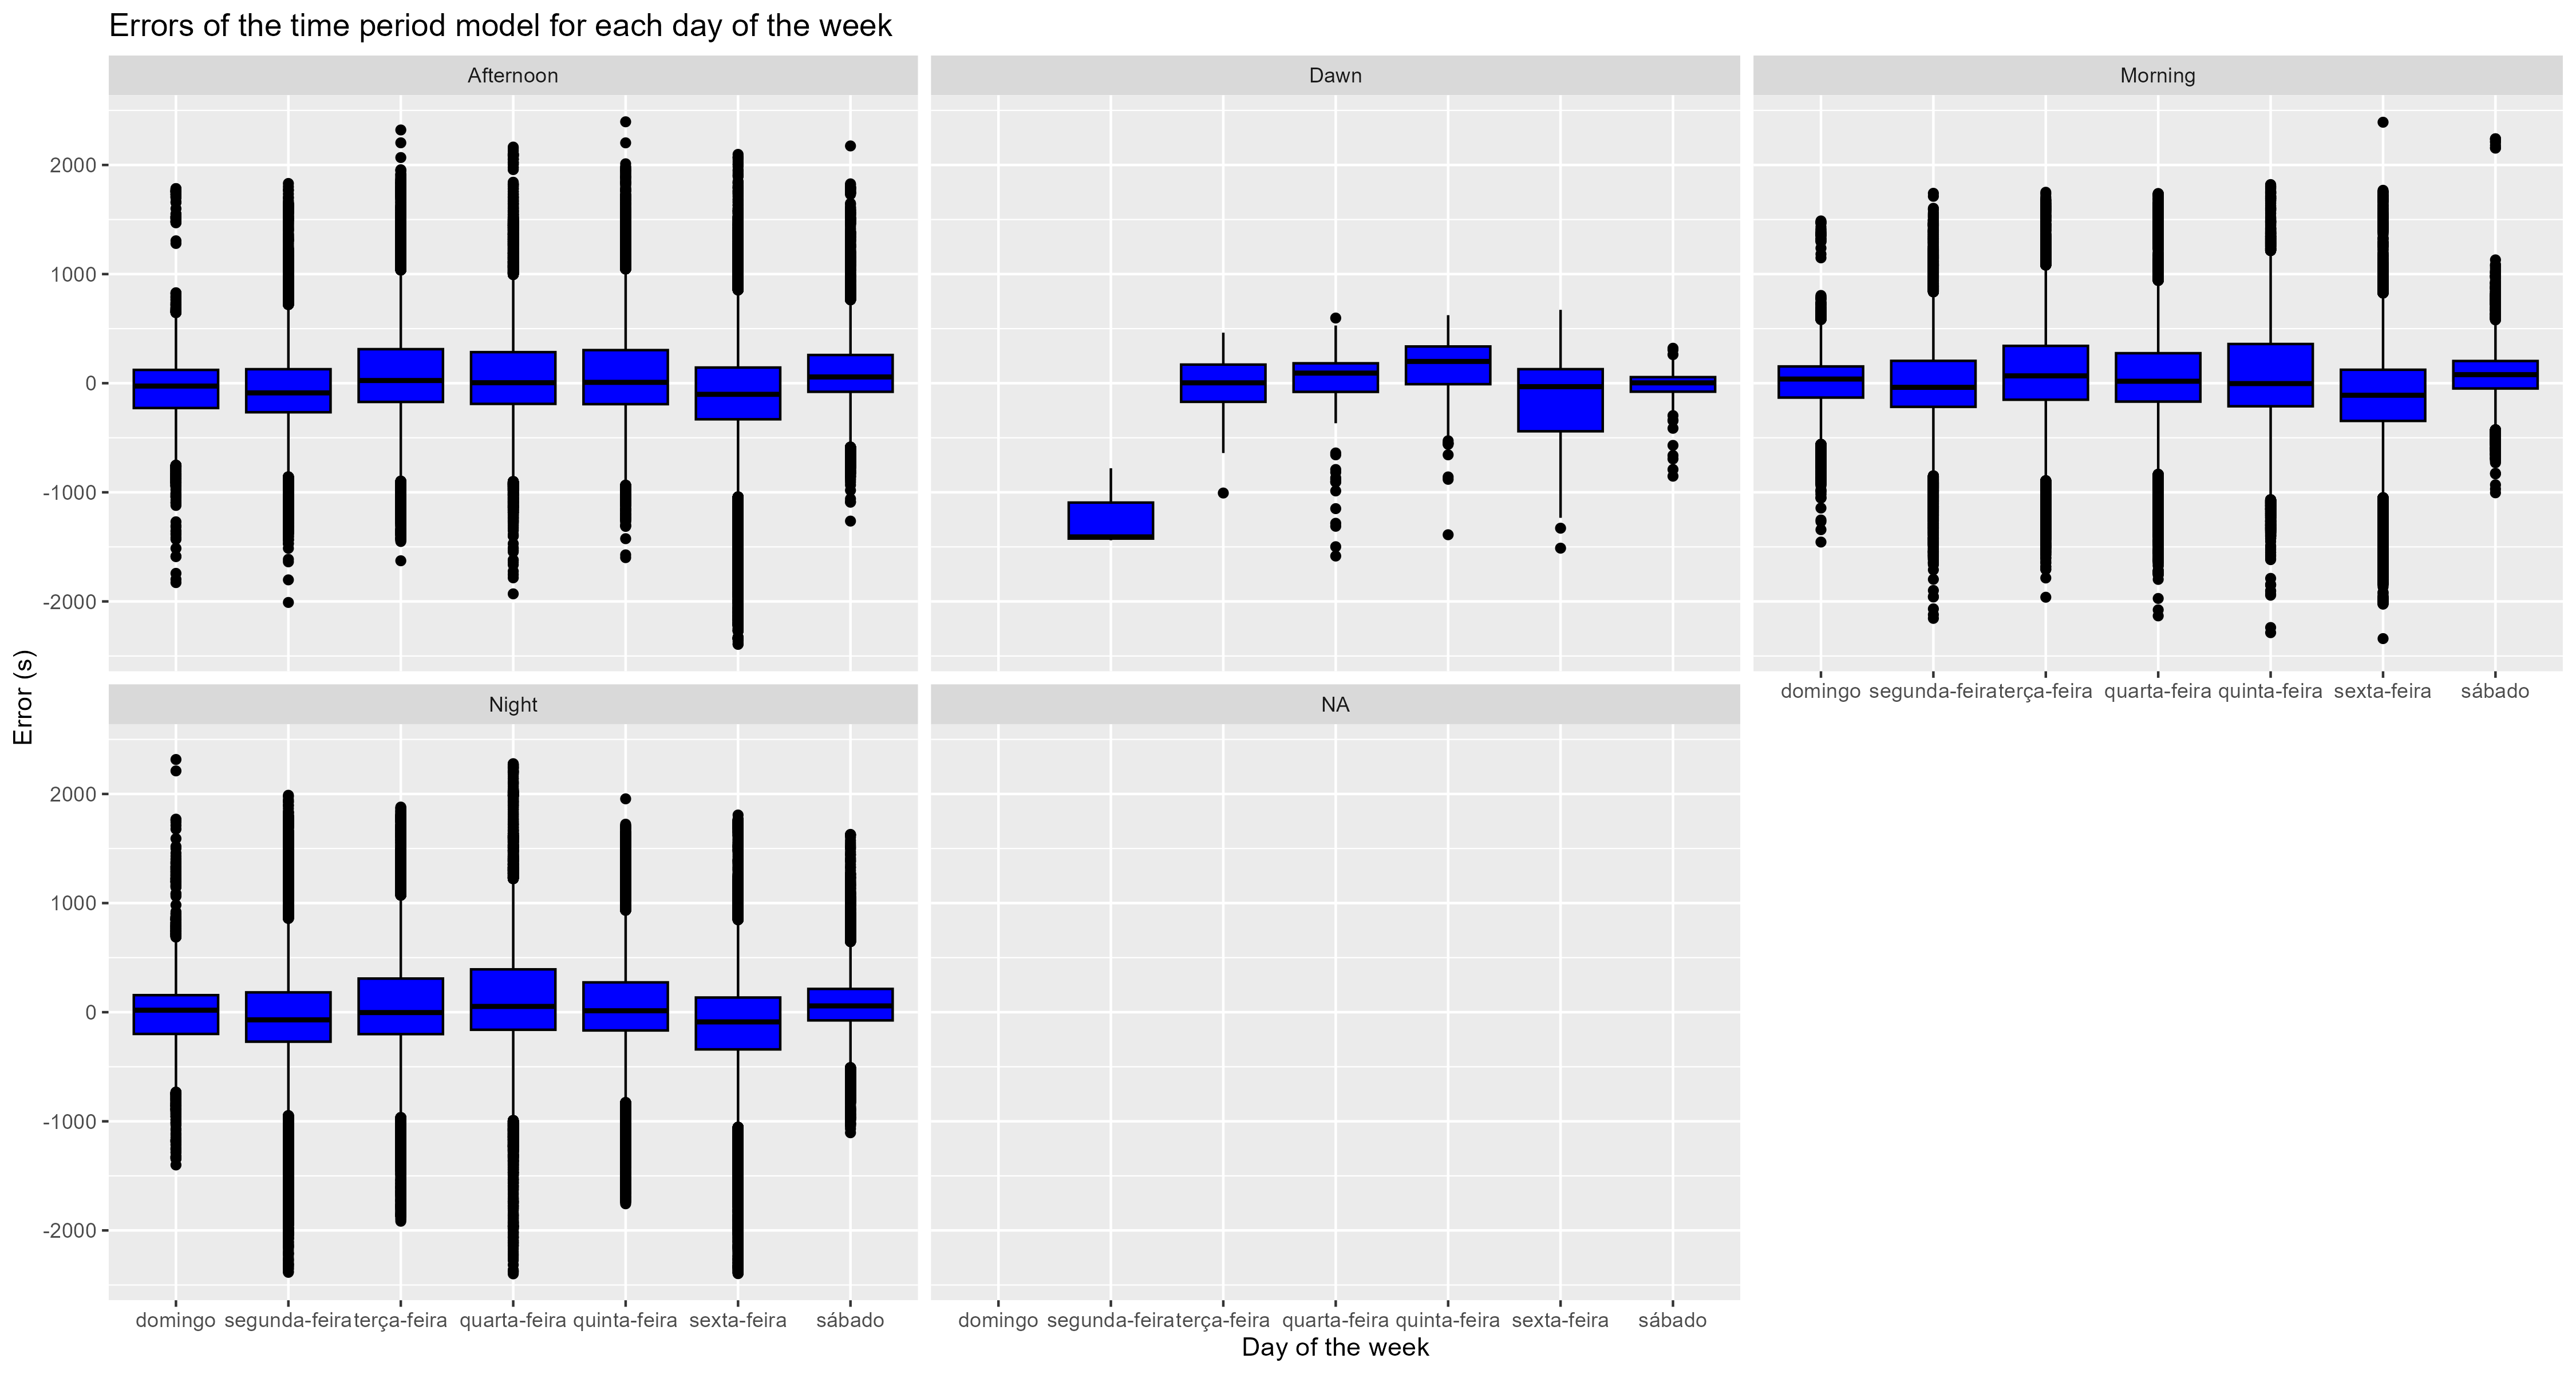 Errors of the time period model for each day of the week
Afternoon
Dawn
Morning
2000
1000
0
-1000
-2000
domingo segunda-feira terça-feira quarta-feira quinta-feira sexta-feira sábado
Night
NA
2000
1000
0
-1000
-2000
domingo segunda-feira terça-feira quarta-feira quinta-feira sexta-feira sábado
domingo segunda-feira terça-feira quarta-feira quinta-feira sexta-feira sábado
Error (s)
Day of the week